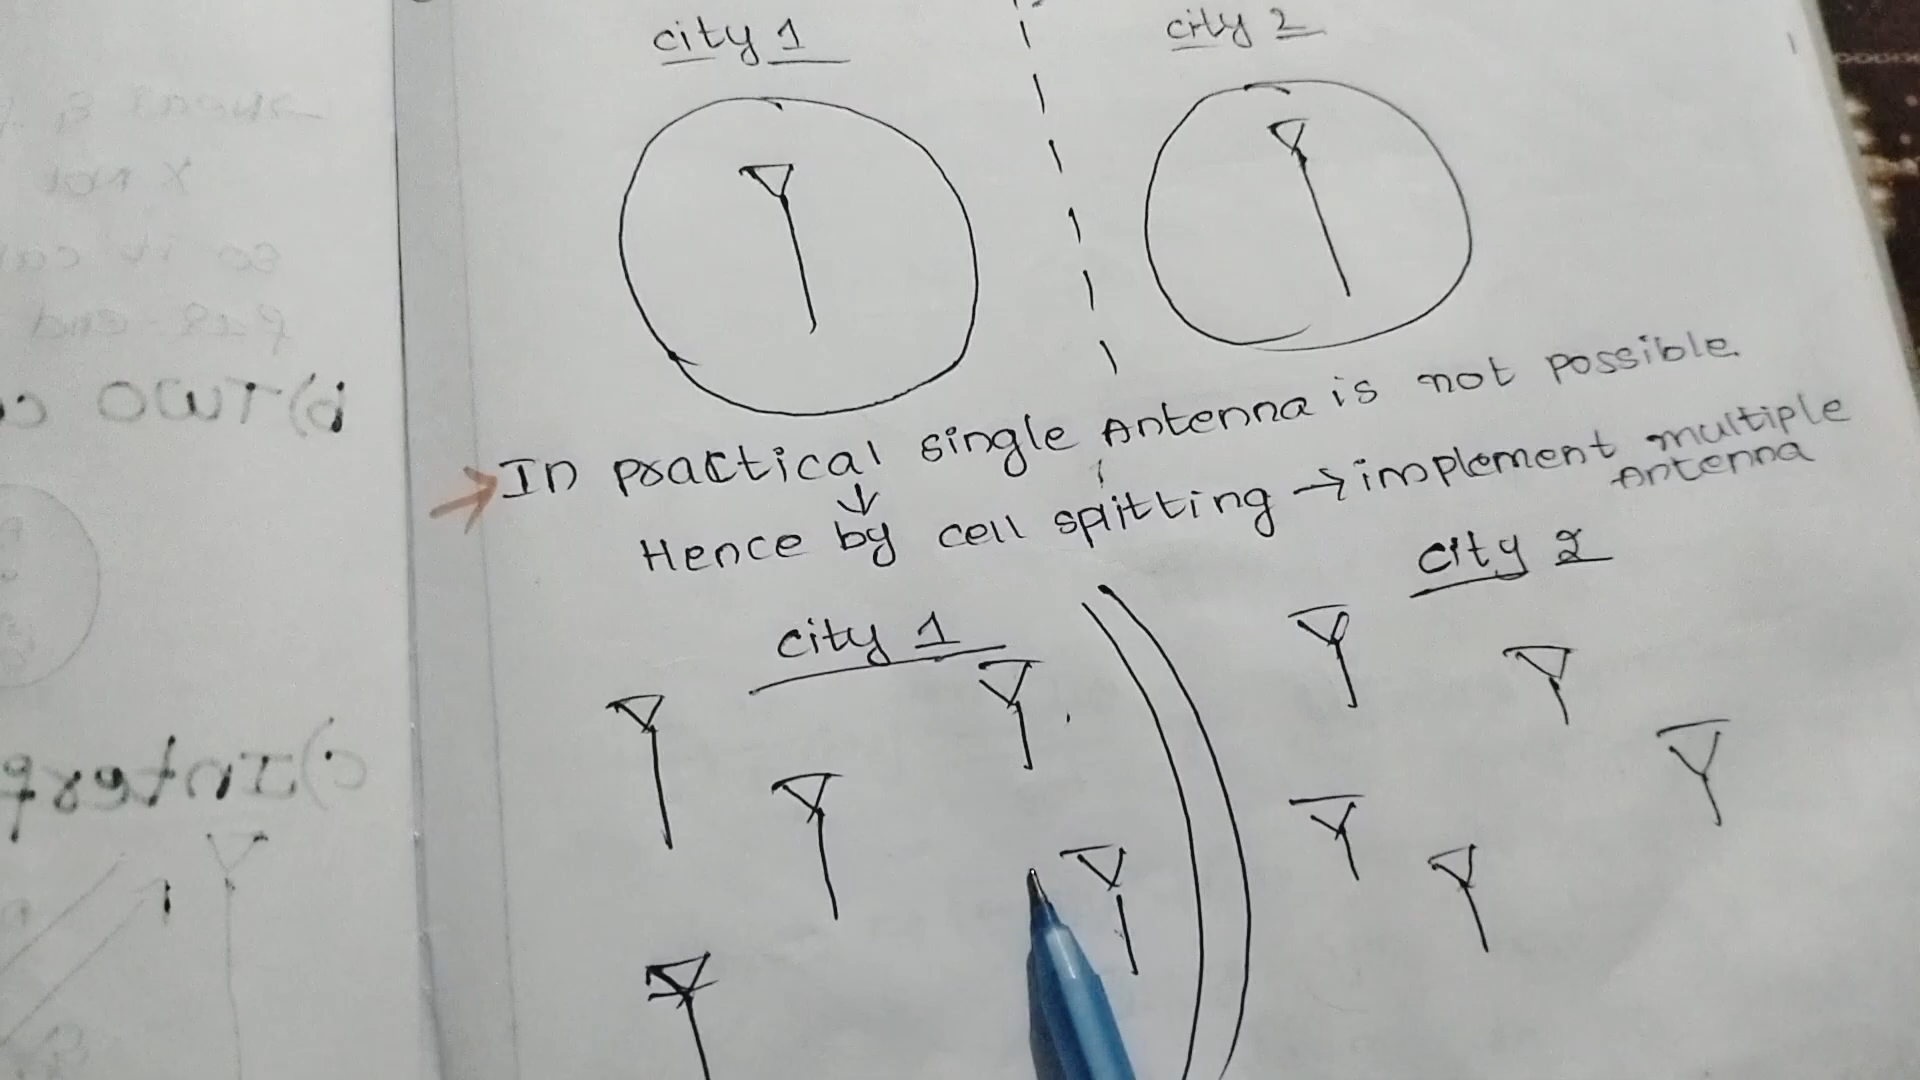 city 1
city 2
In practical single Antenna is not possible.
Hence by cell splitting → implement multiple
Antenna
city 1
city 2